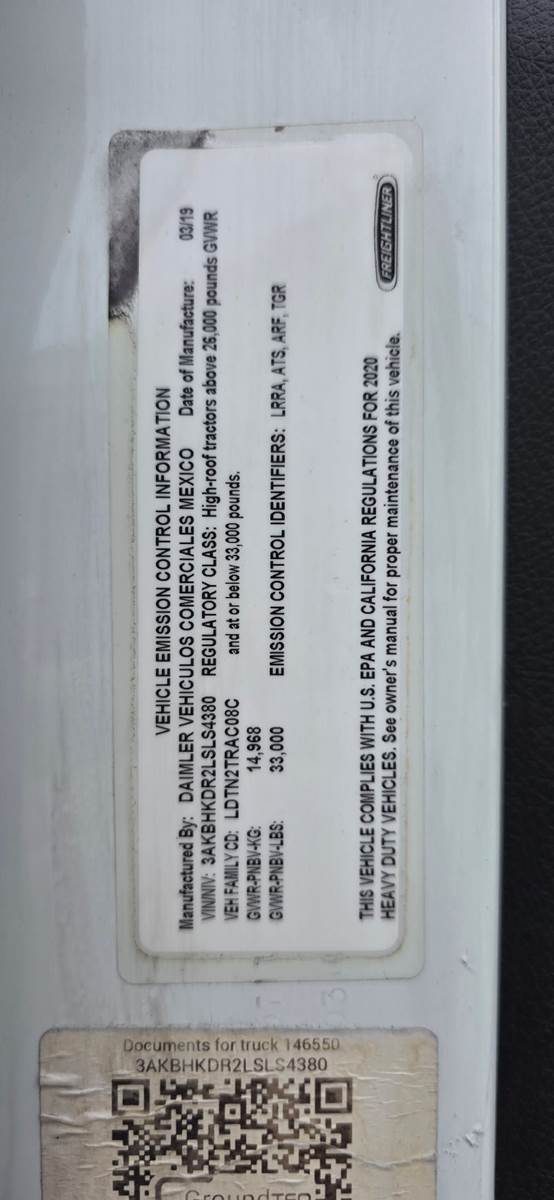 VEHICLE EMISSION CONTROL INFORMATION
Manufactured By: DAIMLER VEHICULOS COMERCIALES MEXICO Date of Manufacture: 03/19
VIN/NIV: 3AKBHKDR2LSLS4380 REGULATORY CLASS: High-roof tractors above 26,000 pounds GVWR
VEH FAMILY CD: LDTN2TRAC08C and at or below 33,000 pounds.
GVWR-PNBV-KG: 14,968
GVWR-PNBV-LBS: 33,000 EMISSION CONTROL IDENTIFIERS: LRRA, ATS, ARF, TGR
THIS VEHICLE COMPLIES WITH U.S. EPA AND CALIFORNIA REGULATIONS FOR 2020
HEAVY DUTY VEHICLES. See owner's manual for proper maintenance of this vehicle.
FREIGHTLINER
Documents for truck 146550
3AKBHKDR2LSLS4380